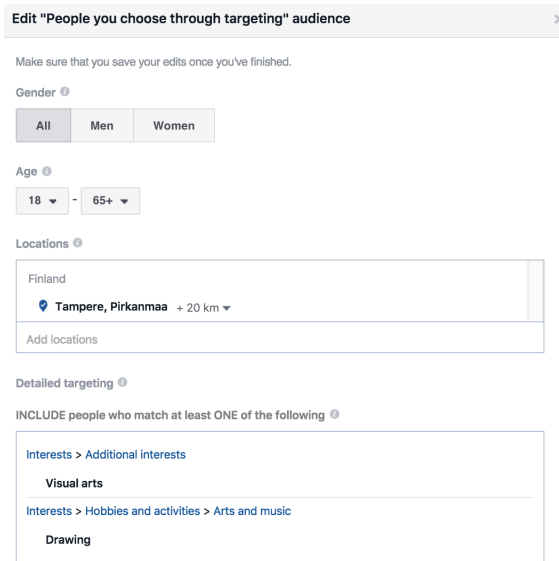 Edit "People you choose through targeting" audience
Make sure that you save your edits once you've finished.
Gender
All Men Women
Age
18 - 65+
Locations
Finland
Tampere, Pirkanmaa + 20 km
Add locations
Detailed targeting
INCLUDE people who match at least ONE of the following
Interests > Additional interests
Visual arts
Interests > Hobbies and activities > Arts and music
Drawing